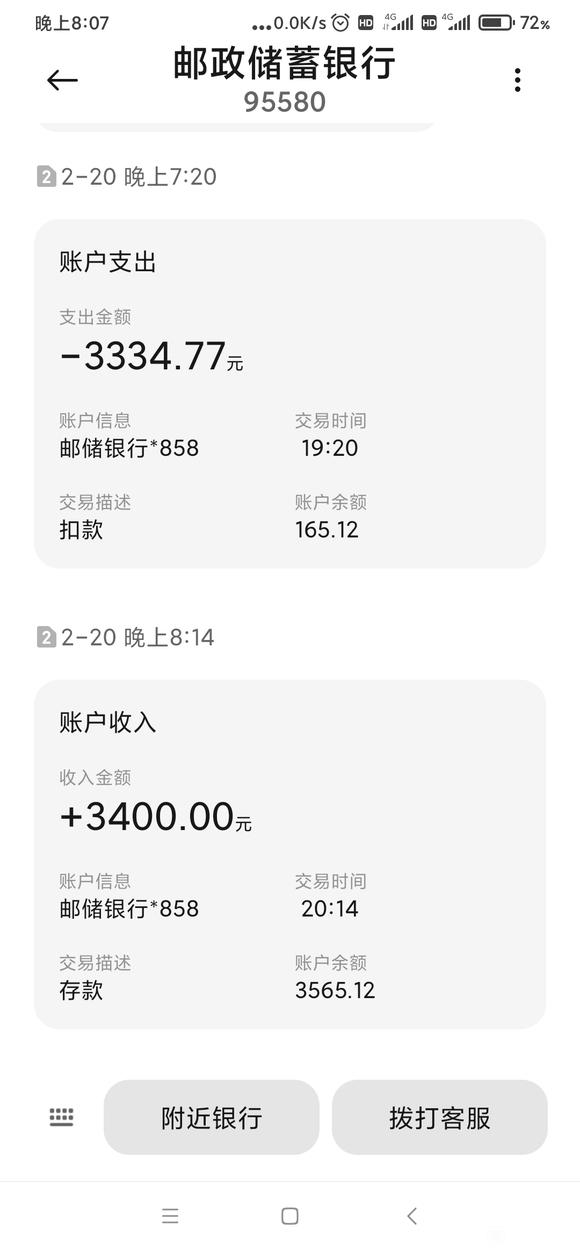 晚上8:07
...0.0K/s HD 4G HD 4G 72%
邮政储蓄银行
95580
2 2-20 晚上7:20
账户支出
支出金额
-3334.77元
账户信息 交易时间
邮储银行*858 19:20
交易描述 账户余额
扣款 165.12
2 2-20 晚上8:14
账户收入
收入金额
+3400.00元
账户信息 交易时间
邮储银行*858 20:14
交易描述 账户余额
存款 3565.12
附近银行 拨打客服